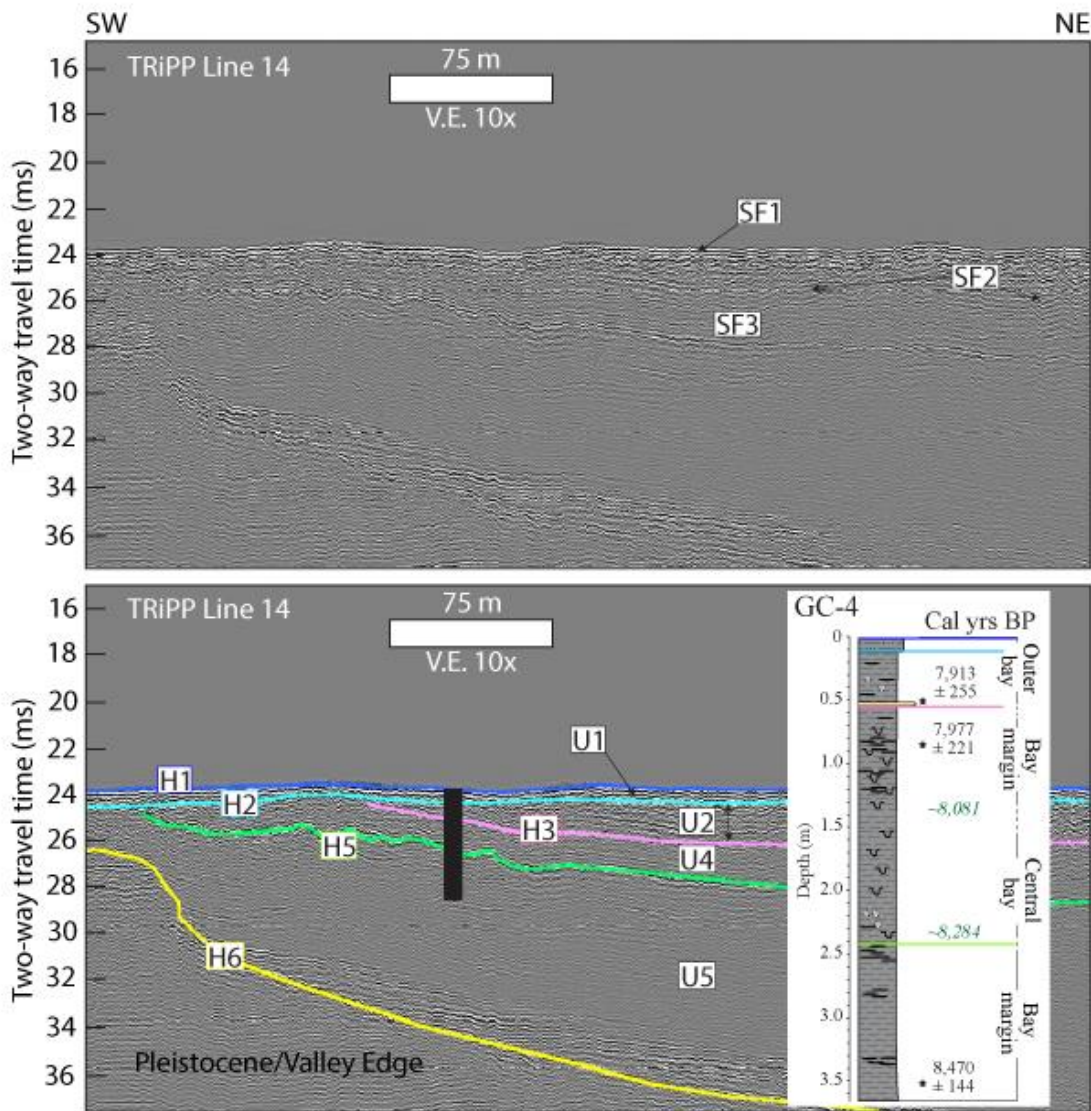 SW NE
TRiPP Line 14
75 m
V.E. 10x
Two-way travel time (ms)
16
18
20
22
24
26
28
30
32
34
36
SF1
SF2
SF3
TRiPP Line 14
75 m
V.E. 10x
Two-way travel time (ms)
16
18
20
22
24
26
28
30
32
34
36
H1
H2
H3
H5
H6
U1
U2
U4
U5
Pleistocene/Valley Edge
GC-4
Cal yrs BP
Depth (m)
0
0.5
1.0
1.5
2.0
2.5
3.0
3.5
7,913
± 255
7,977
± 221
~8,081
~8,284
8,470
± 144
Outer
bay
Bay
margin
Central
bay
Bay
margin